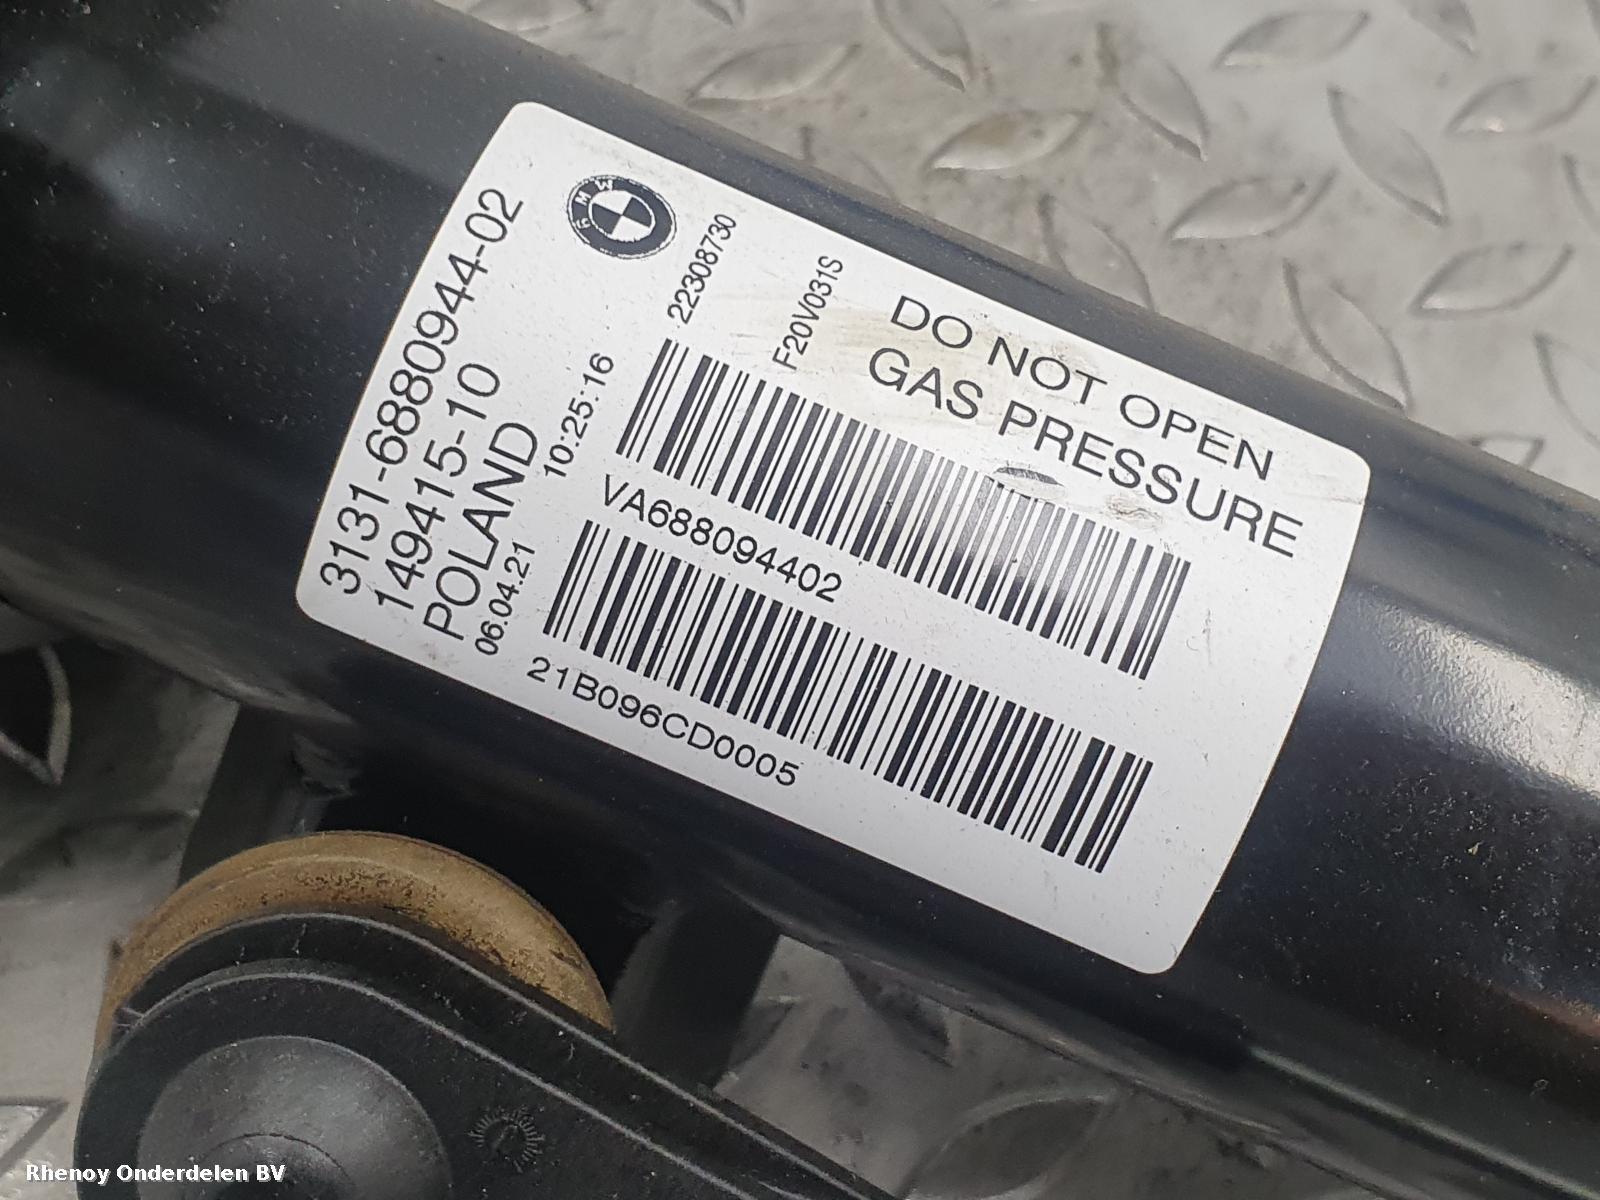 BMW
3131-6880944-02
149415-10
POLAND
06.04.21 10:25:16
22308730
F20V031S
DO NOT OPEN
GAS PRESSURE
VA688094402
21B096CD0005
Rhenoy Onderdelen BV